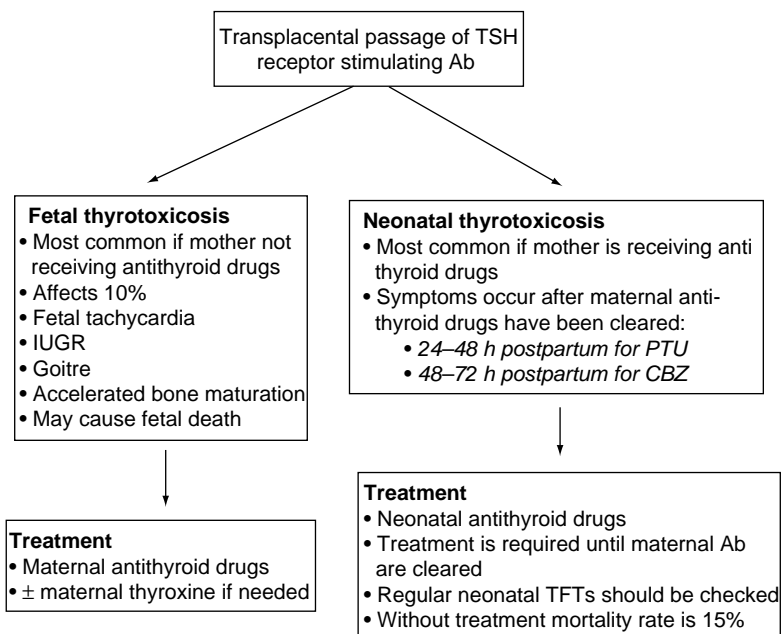 Transplacental passage of TSH
receptor stimulating Ab
Fetal thyrotoxicosis
• Most common if mother not
receiving antithyroid drugs
• Affects 10%
• Fetal tachycardia
• IUGR
• Goitre
• Accelerated bone maturation
• May cause fetal death
Treatment
• Maternal antithyroid drugs
• ± maternal thyroxine if needed
Neonatal thyrotoxicosis
• Most common if mother is receiving anti
thyroid drugs
• Symptoms occur after maternal anti-
thyroid drugs have been cleared:
• 24–48 h postpartum for PTU
• 48–72 h postpartum for CBZ
Treatment
• Neonatal antithyroid drugs
• Treatment is required until maternal Ab
are cleared
• Regular neonatal TFTs should be checked
• Without treatment mortality rate is 15%